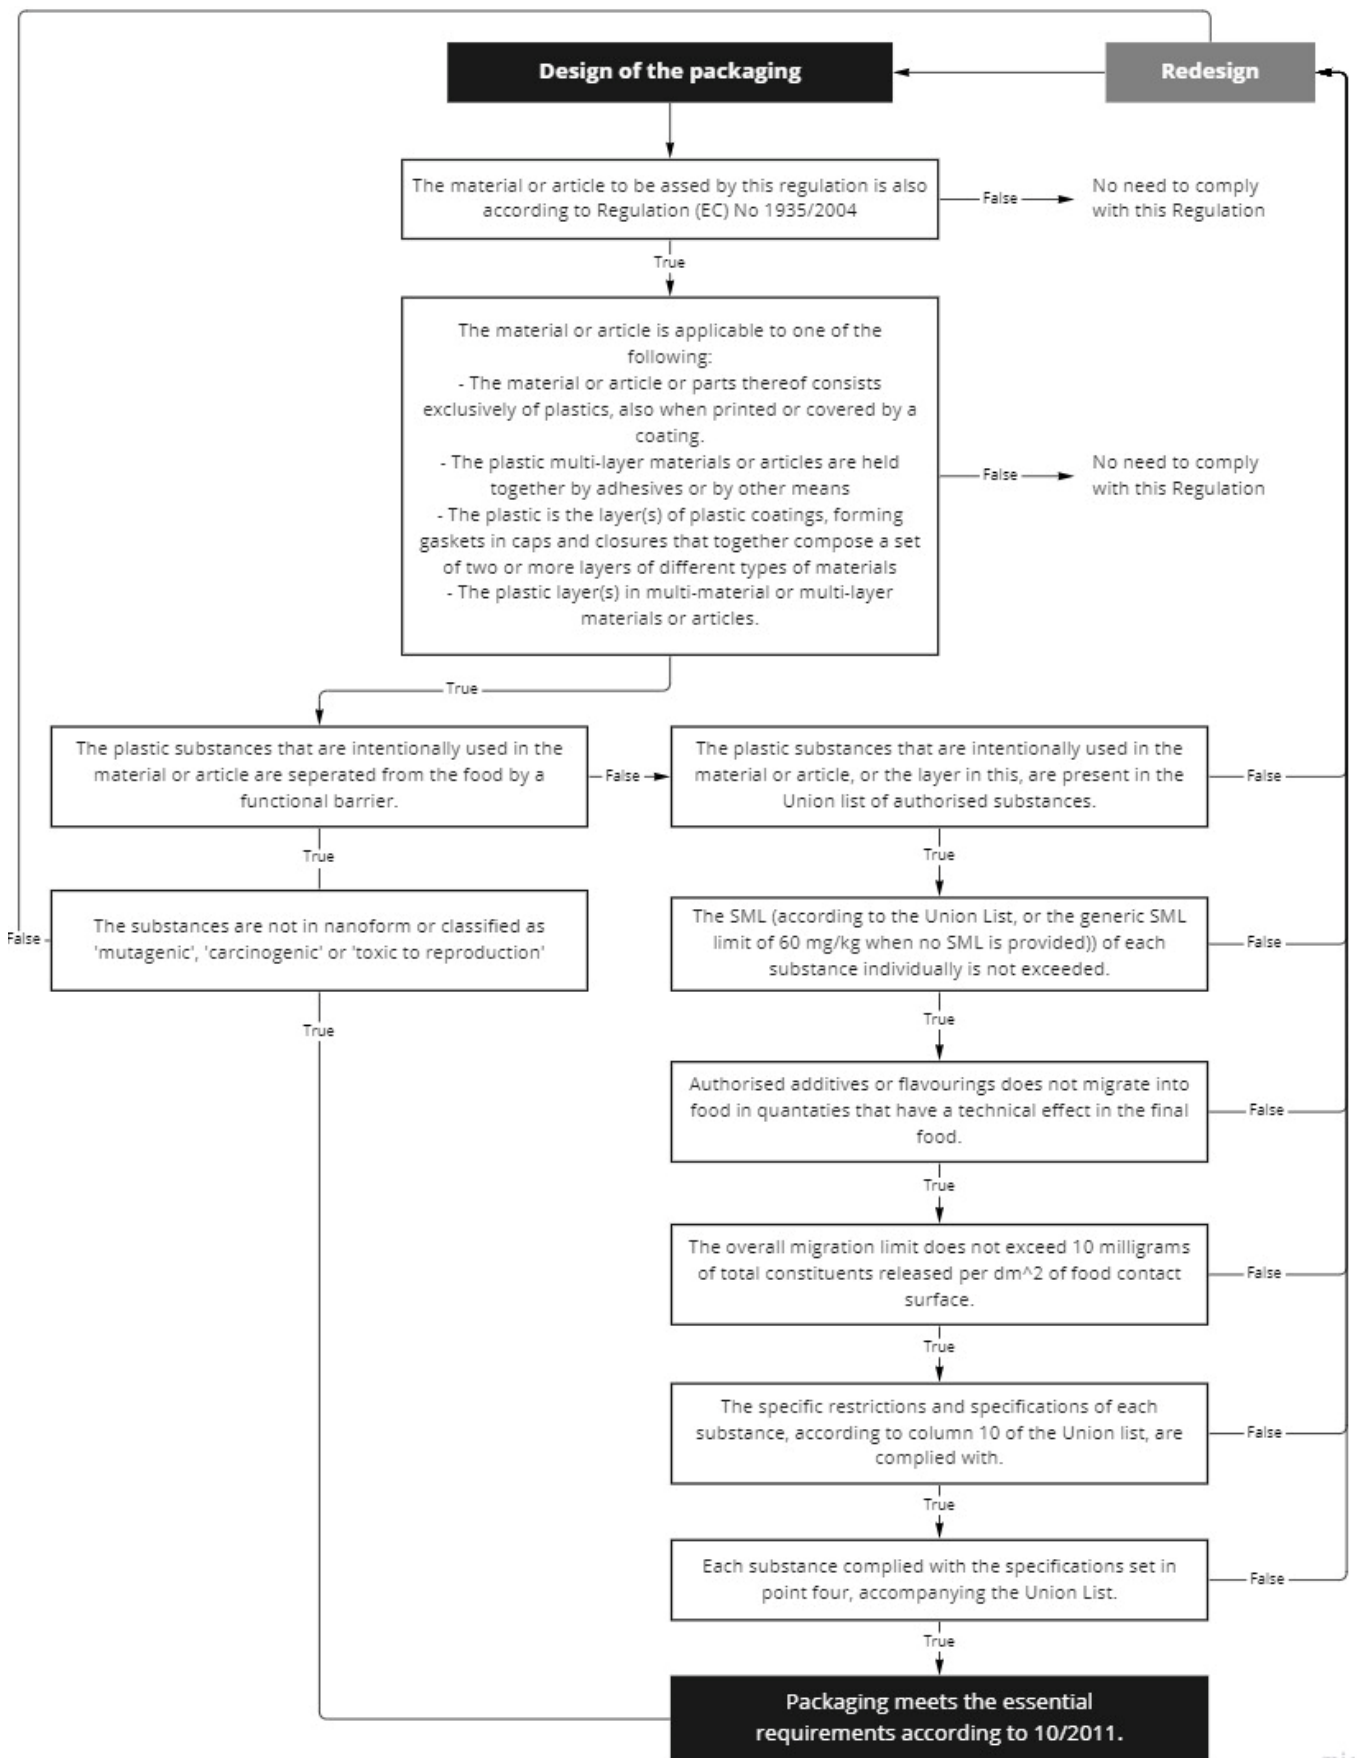 Design of the packaging
Redesign
The material or article to be assed by this regulation is also
according to Regulation (EC) No 1935/2004
False
No need to comply
with this Regulation
True
The material or article is applicable to one of the
following:
- The material or article or parts thereof consists
exclusively of plastics, also when printed or covered by a
coating.
- The plastic multi-layer materials or articles are held
together by adhesives or by other means
- The plastic is the layer(s) of plastic coatings, forming
gaskets in caps and closures that together compose a set
of two or more layers of different types of materials
- The plastic layer(s) in multi-material or multi-layer
materials or articles.
False
No need to comply
with this Regulation
True
The plastic substances that are intentionally used in the
material or article are seperated from the food by a
functional barrier.
False
The plastic substances that are intentionally used in the
material or article, or the layer in this, are present in the
Union list of authorised substances.
False
True
True
The substances are not in nanoform or classified as
'mutagenic', 'carcinogenic' or 'toxic to reproduction'
False
True
The SML (according to the Union List, or the generic SML
limit of 60 mg/kg when no SML is provided)) of each
substance individually is not exceeded.
False
True
Authorised additives or flavourings does not migrate into
food in quantaties that have a technical effect in the final
food.
False
True
The overall migration limit does not exceed 10 milligrams
of total constituents released per dm^2 of food contact
surface.
False
True
The specific restrictions and specifications of each
substance, according to column 10 of the Union list, are
complied with.
False
True
Each substance complied with the specifications set in
point four, accompanying the Union List.
False
True
Packaging meets the essential
requirements according to 10/2011.